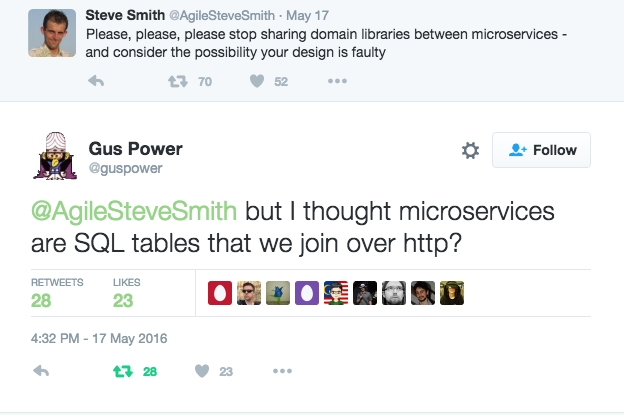 Steve Smith @AgileSteveSmith · May 17
Please, please, please stop sharing domain libraries between microservices -
and consider the possibility your design is faulty
70 52
Gus Power
@guspower
Follow
@AgileSteveSmith but I thought microservices
are SQL tables that we join over http?
RETWEETS LIKES
28 23
4:32 PM - 17 May 2016
28 23